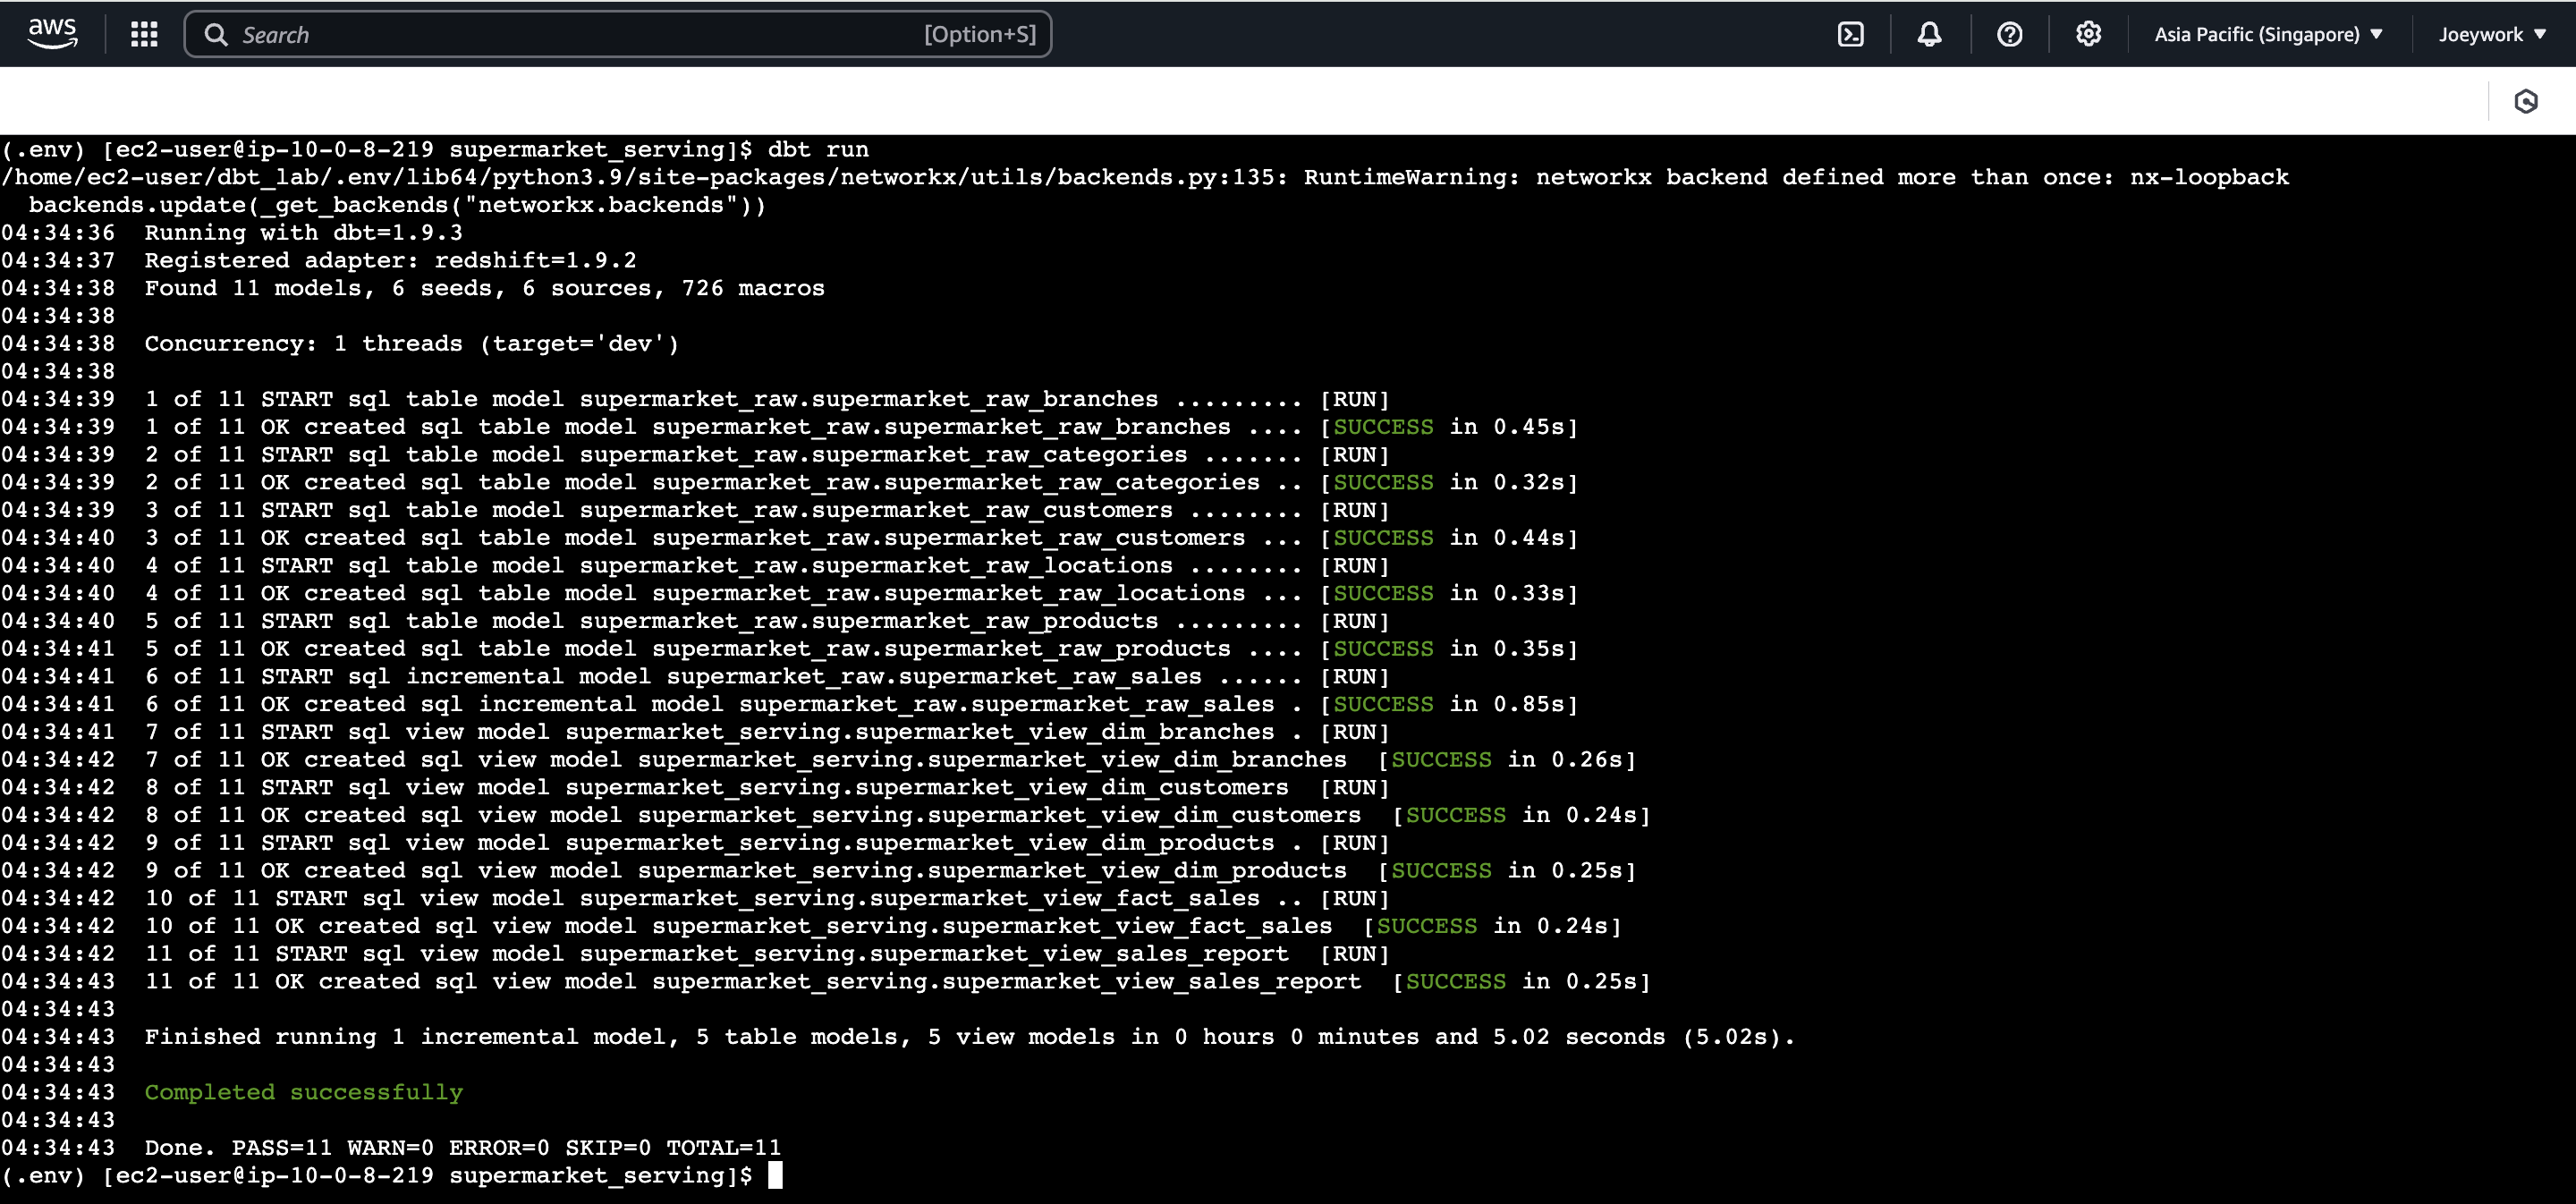 aws Search [Option+S] Asia Pacific (Singapore) Joeywork
(.env) [ec2-user@ip-10-0-8-219 supermarket_serving]$ dbt run
/home/ec2-user/dbt_lab/.env/lib64/python3.9/site-packages/networkx/utils/backends.py:135: RuntimeWarning: networkx backend defined more than once: nx-loopback
  backends.update(_get_backends("networkx.backends"))
04:34:36  Running with dbt=1.9.3
04:34:37  Registered adapter: redshift=1.9.2
04:34:38  Found 11 models, 6 seeds, 6 sources, 726 macros
04:34:38
04:34:38  Concurrency: 1 threads (target='dev')
04:34:38
04:34:39  1 of 11 START sql table model supermarket_raw.supermarket_raw_branches ......... [RUN]
04:34:39  1 of 11 OK created sql table model supermarket_raw.supermarket_raw_branches .... [SUCCESS in 0.45s]
04:34:39  2 of 11 START sql table model supermarket_raw.supermarket_raw_categories ....... [RUN]
04:34:39  2 of 11 OK created sql table model supermarket_raw.supermarket_raw_categories .. [SUCCESS in 0.32s]
04:34:39  3 of 11 START sql table model supermarket_raw.supermarket_raw_customers ........ [RUN]
04:34:40  3 of 11 OK created sql table model supermarket_raw.supermarket_raw_customers ... [SUCCESS in 0.44s]
04:34:40  4 of 11 START sql table model supermarket_raw.supermarket_raw_locations ........ [RUN]
04:34:40  4 of 11 OK created sql table model supermarket_raw.supermarket_raw_locations ... [SUCCESS in 0.33s]
04:34:40  5 of 11 START sql table model supermarket_raw.supermarket_raw_products ......... [RUN]
04:34:41  5 of 11 OK created sql table model supermarket_raw.supermarket_raw_products .... [SUCCESS in 0.35s]
04:34:41  6 of 11 START sql incremental model supermarket_raw.supermarket_raw_sales ...... [RUN]
04:34:41  6 of 11 OK created sql incremental model supermarket_raw.supermarket_raw_sales . [SUCCESS in 0.85s]
04:34:41  7 of 11 START sql view model supermarket_serving.supermarket_view_dim_branches . [RUN]
04:34:42  7 of 11 OK created sql view model supermarket_serving.supermarket_view_dim_branches  [SUCCESS in 0.26s]
04:34:42  8 of 11 START sql view model supermarket_serving.supermarket_view_dim_customers  [RUN]
04:34:42  8 of 11 OK created sql view model supermarket_serving.supermarket_view_dim_customers  [SUCCESS in 0.24s]
04:34:42  9 of 11 START sql view model supermarket_serving.supermarket_view_dim_products . [RUN]
04:34:42  9 of 11 OK created sql view model supermarket_serving.supermarket_view_dim_products  [SUCCESS in 0.25s]
04:34:42  10 of 11 START sql view model supermarket_serving.supermarket_view_fact_sales .. [RUN]
04:34:42  10 of 11 OK created sql view model supermarket_serving.supermarket_view_fact_sales  [SUCCESS in 0.24s]
04:34:42  11 of 11 START sql view model supermarket_serving.supermarket_view_sales_report  [RUN]
04:34:43  11 of 11 OK created sql view model supermarket_serving.supermarket_view_sales_report  [SUCCESS in 0.25s]
04:34:43
04:34:43  Finished running 1 incremental model, 5 table models, 5 view models in 0 hours 0 minutes and 5.02 seconds (5.02s).
04:34:43
04:34:43  Completed successfully
04:34:43
04:34:43  Done. PASS=11 WARN=0 ERROR=0 SKIP=0 TOTAL=11
(.env) [ec2-user@ip-10-0-8-219 supermarket_serving]$